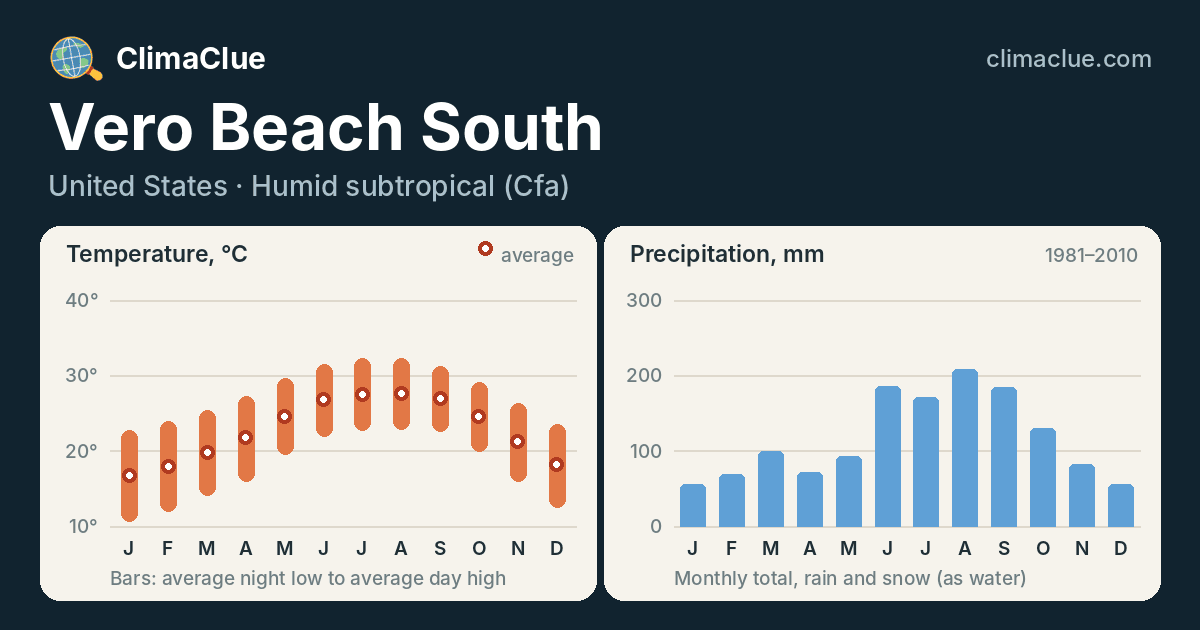 ClimaClue
climaclue.com
Vero Beach South
United States · Humid subtropical (Cfa)
Temperature, °C
average
40°
30°
20°
10°
J F M A M J J A S O N D
Bars: average night low to average day high
Precipitation, mm
1981–2010
300
200
100
0
J F M A M J J A S O N D
Monthly total, rain and snow (as water)